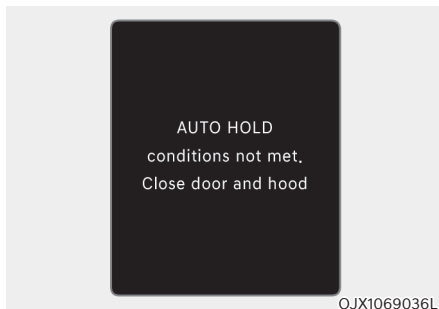 AUTO HOLD
conditions not met.
Close door and hood
OJX1069036L